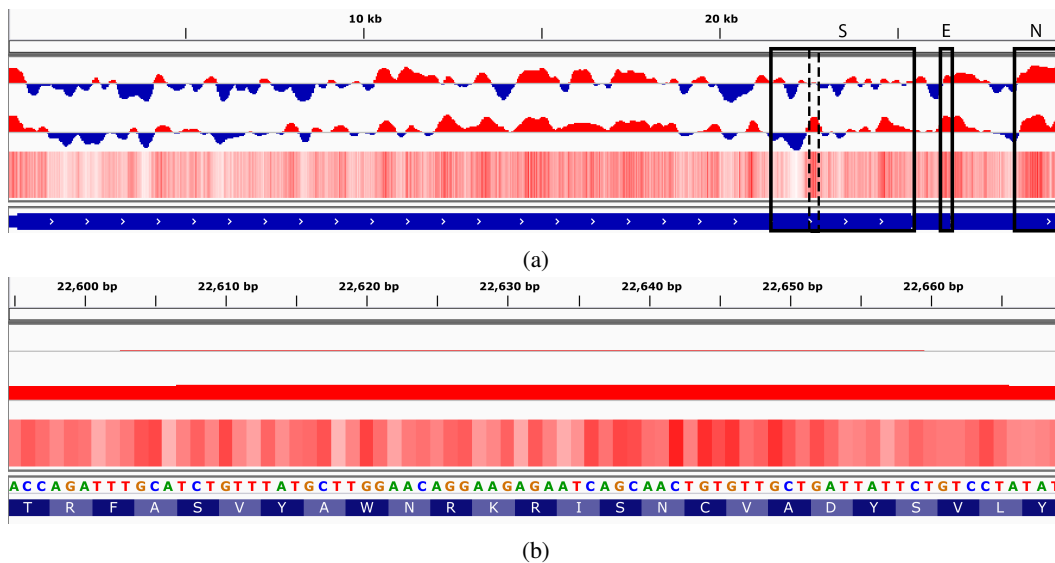 10 kb 20 kb S E N
(a)
22,600 bp 22,610 bp 22,620 bp 22,630 bp 22,640 bp 22,650 bp 22,660 bp
ACCAGATTTGCATCTGTTTATGCTTGGAACAGGAAGAGAATCAGCAACTGTGTTGCTGATTATTCTGTCCTATAT
T R F A S V Y A W N R K R I S N C V A D Y S V L Y
(b)